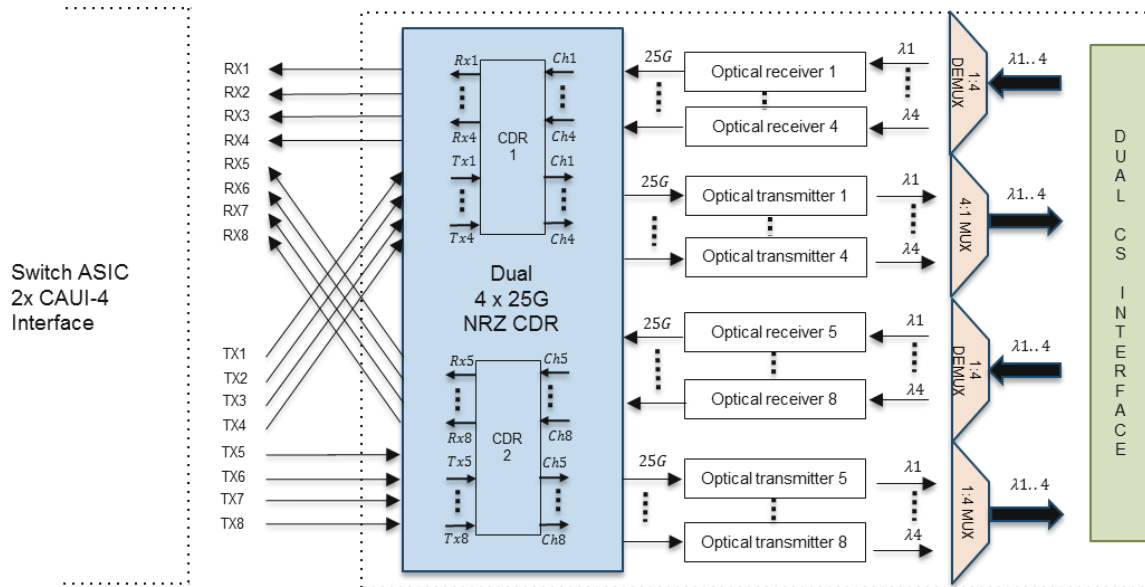 Switch ASIC
2x CAUI-4
Interface
RX1
RX2
RX3
RX4
RX5
RX6
RX7
RX8
TX1
TX2
TX3
TX4
TX5
TX6
TX7
TX8
Rx1
Rx4
Tx1
Tx4
CDR
1
Ch1
Ch4
Ch1
Ch4
Dual
4 x 25G
NRZ CDR
Rx5
Rx8
Tx5
Tx8
CDR
2
Ch5
Ch8
Ch5
Ch8
25G
Optical receiver 1
Optical receiver 4
λ1
λ4
1:4
DEMUX
λ1..4
25G
Optical transmitter 1
Optical transmitter 4
λ1
λ4
4:1 MUX
λ1..4
25G
Optical receiver 5
Optical receiver 8
λ1
λ4
1:4
DEMUX
λ1..4
25G
Optical transmitter 5
Optical transmitter 8
λ1
λ4
1:4 MUX
λ1..4
DUAL CS INTERFACE